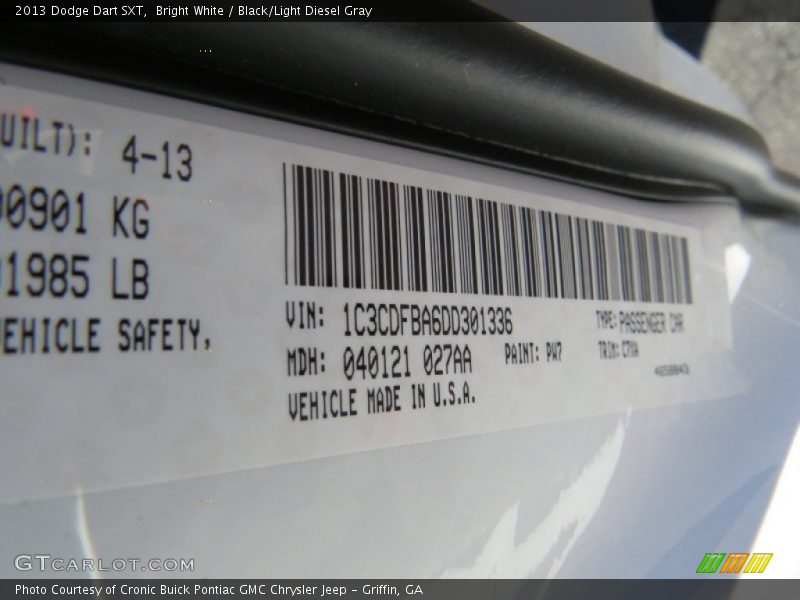 2013 Dodge Dart SXT,  Bright White / Black/Light Diesel Gray
UILT): 4-13
00901 KG
1985 LB
VEHICLE SAFETY,
VIN: 1C3CDFBA6DD301336
TYPE: PASSENGER CAR
MDH: 040121 027AA
PAINT: PW7
TRIM:
VEHICLE MADE IN U.S.A.
GTCARLOT.COM
Photo Courtesy of Cronic Buick Pontiac GMC Chrysler Jeep - Griffin, GA